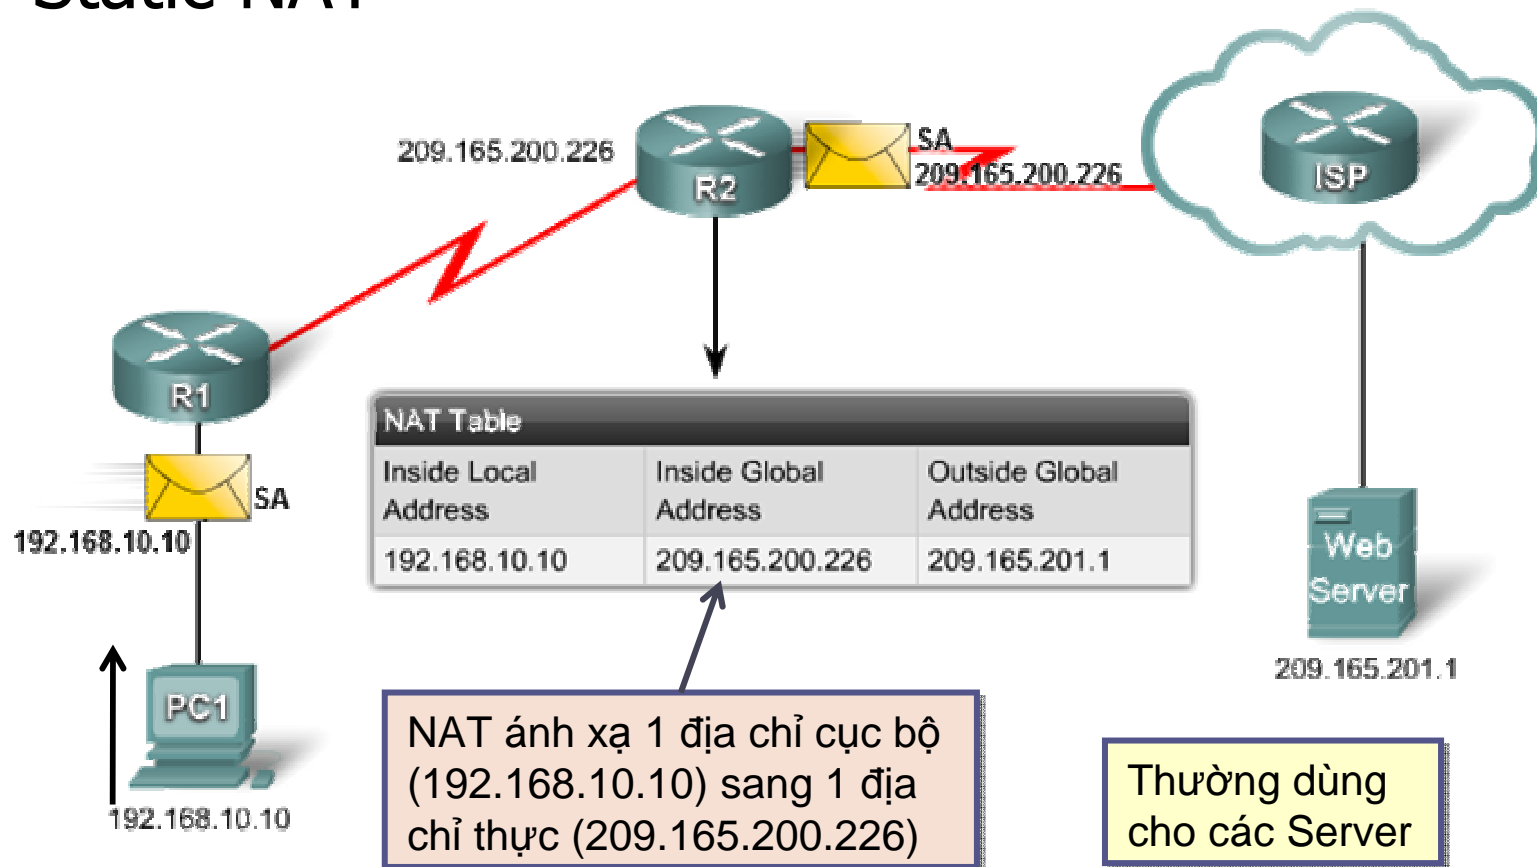 Static NAT
209.165.200.226
R2
SA
209.165.200.226
ISP
R1
SA
192.168.10.10
NAT Table
Inside Local Address
Inside Global Address
Outside Global Address
192.168.10.10
209.165.200.226
209.165.201.1
Web
Server
209.165.201.1
PC1
192.168.10.10
NAT ánh xạ 1 địa chỉ cục bộ
(192.168.10.10) sang 1 địa
chỉ thực (209.165.200.226)
Thường dùng
cho các Server